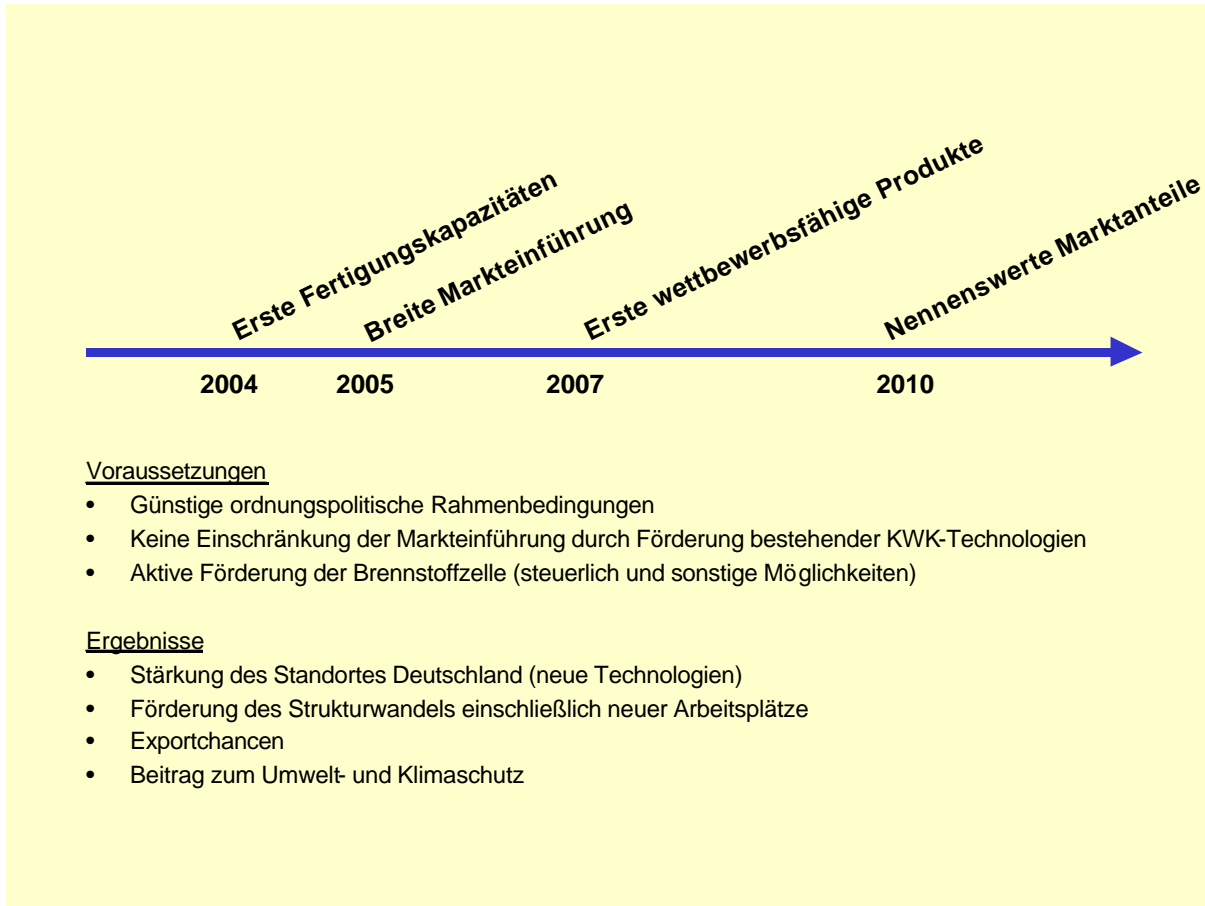 Erste Fertigungskapazitäten
Breite Markteinführung
Erste wettbewerbsfähige Produkte
Nennenswerte Marktanteile
2004 2005 2007 2010
Voraussetzungen
• Günstige ordnungspolitische Rahmenbedingungen
• Keine Einschränkung der Markteinführung durch Förderung bestehender KWK-Technologien
• Aktive Förderung der Brennstoffzelle (steuerlich und sonstige Möglichkeiten)
Ergebnisse
• Stärkung des Standortes Deutschland (neue Technologien)
• Förderung des Strukturwandels einschließlich neuer Arbeitsplätze
• Exportchancen
• Beitrag zum Umwelt- und Klimaschutz